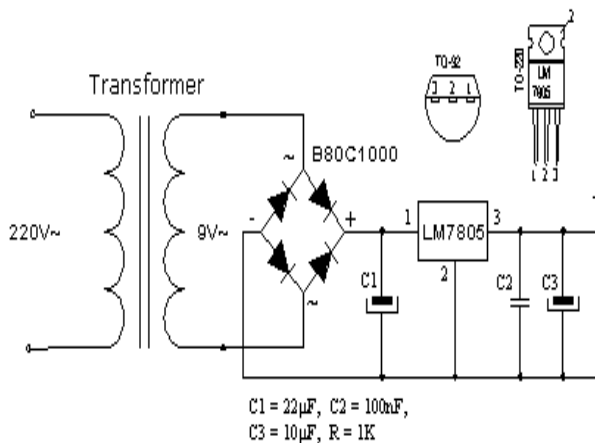 2
TO-92
3 2 1
TO-220
LM
7805
1 2 3
Transformer
B80C1000
~
- +
220V~
9V~
1 LM7805 3
2
~
C1
C2
C3
C1 = 22µF, C2 = 100nF,
C3 = 10µF, R = 1K